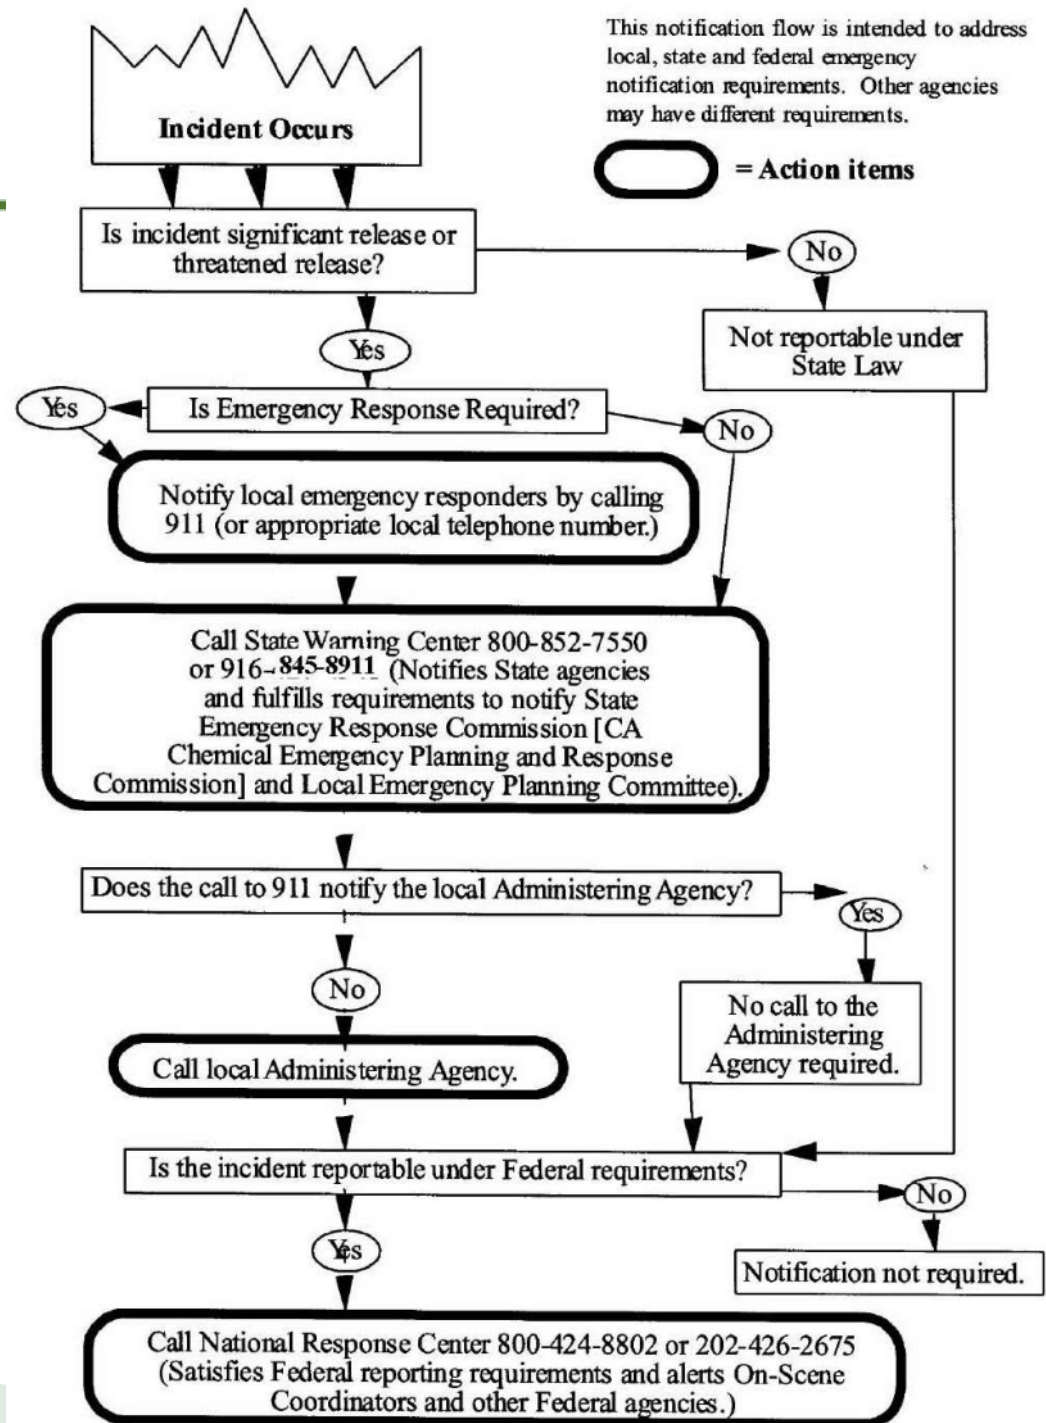 This notification flow is intended to address
local, state and federal emergency
notification requirements. Other agencies
may have different requirements.
Incident Occurs
= Action items
Is incident significant release or
threatened release?
No
Yes
Not reportable under
State Law
Yes
Is Emergency Response Required?
No
Notify local emergency responders by calling
911 (or appropriate local telephone number.)
Call State Warning Center 800-852-7550
or 916-845-8911 (Notifies State agencies
and fulfills requirements to notify State
Emergency Response Commission [CA
Chemical Emergency Planning and Response
Commission] and Local Emergency Planning Committee).
Does the call to 911 notify the local Administering Agency?
Yes
No
No call to the
Administering
Agency required.
Call local Administering Agency.
Is the incident reportable under Federal requirements?
No
Yes
Notification not required.
Call National Response Center 800-424-8802 or 202-426-2675
(Satisfies Federal reporting requirements and alerts On-Scene
Coordinators and other Federal agencies.)